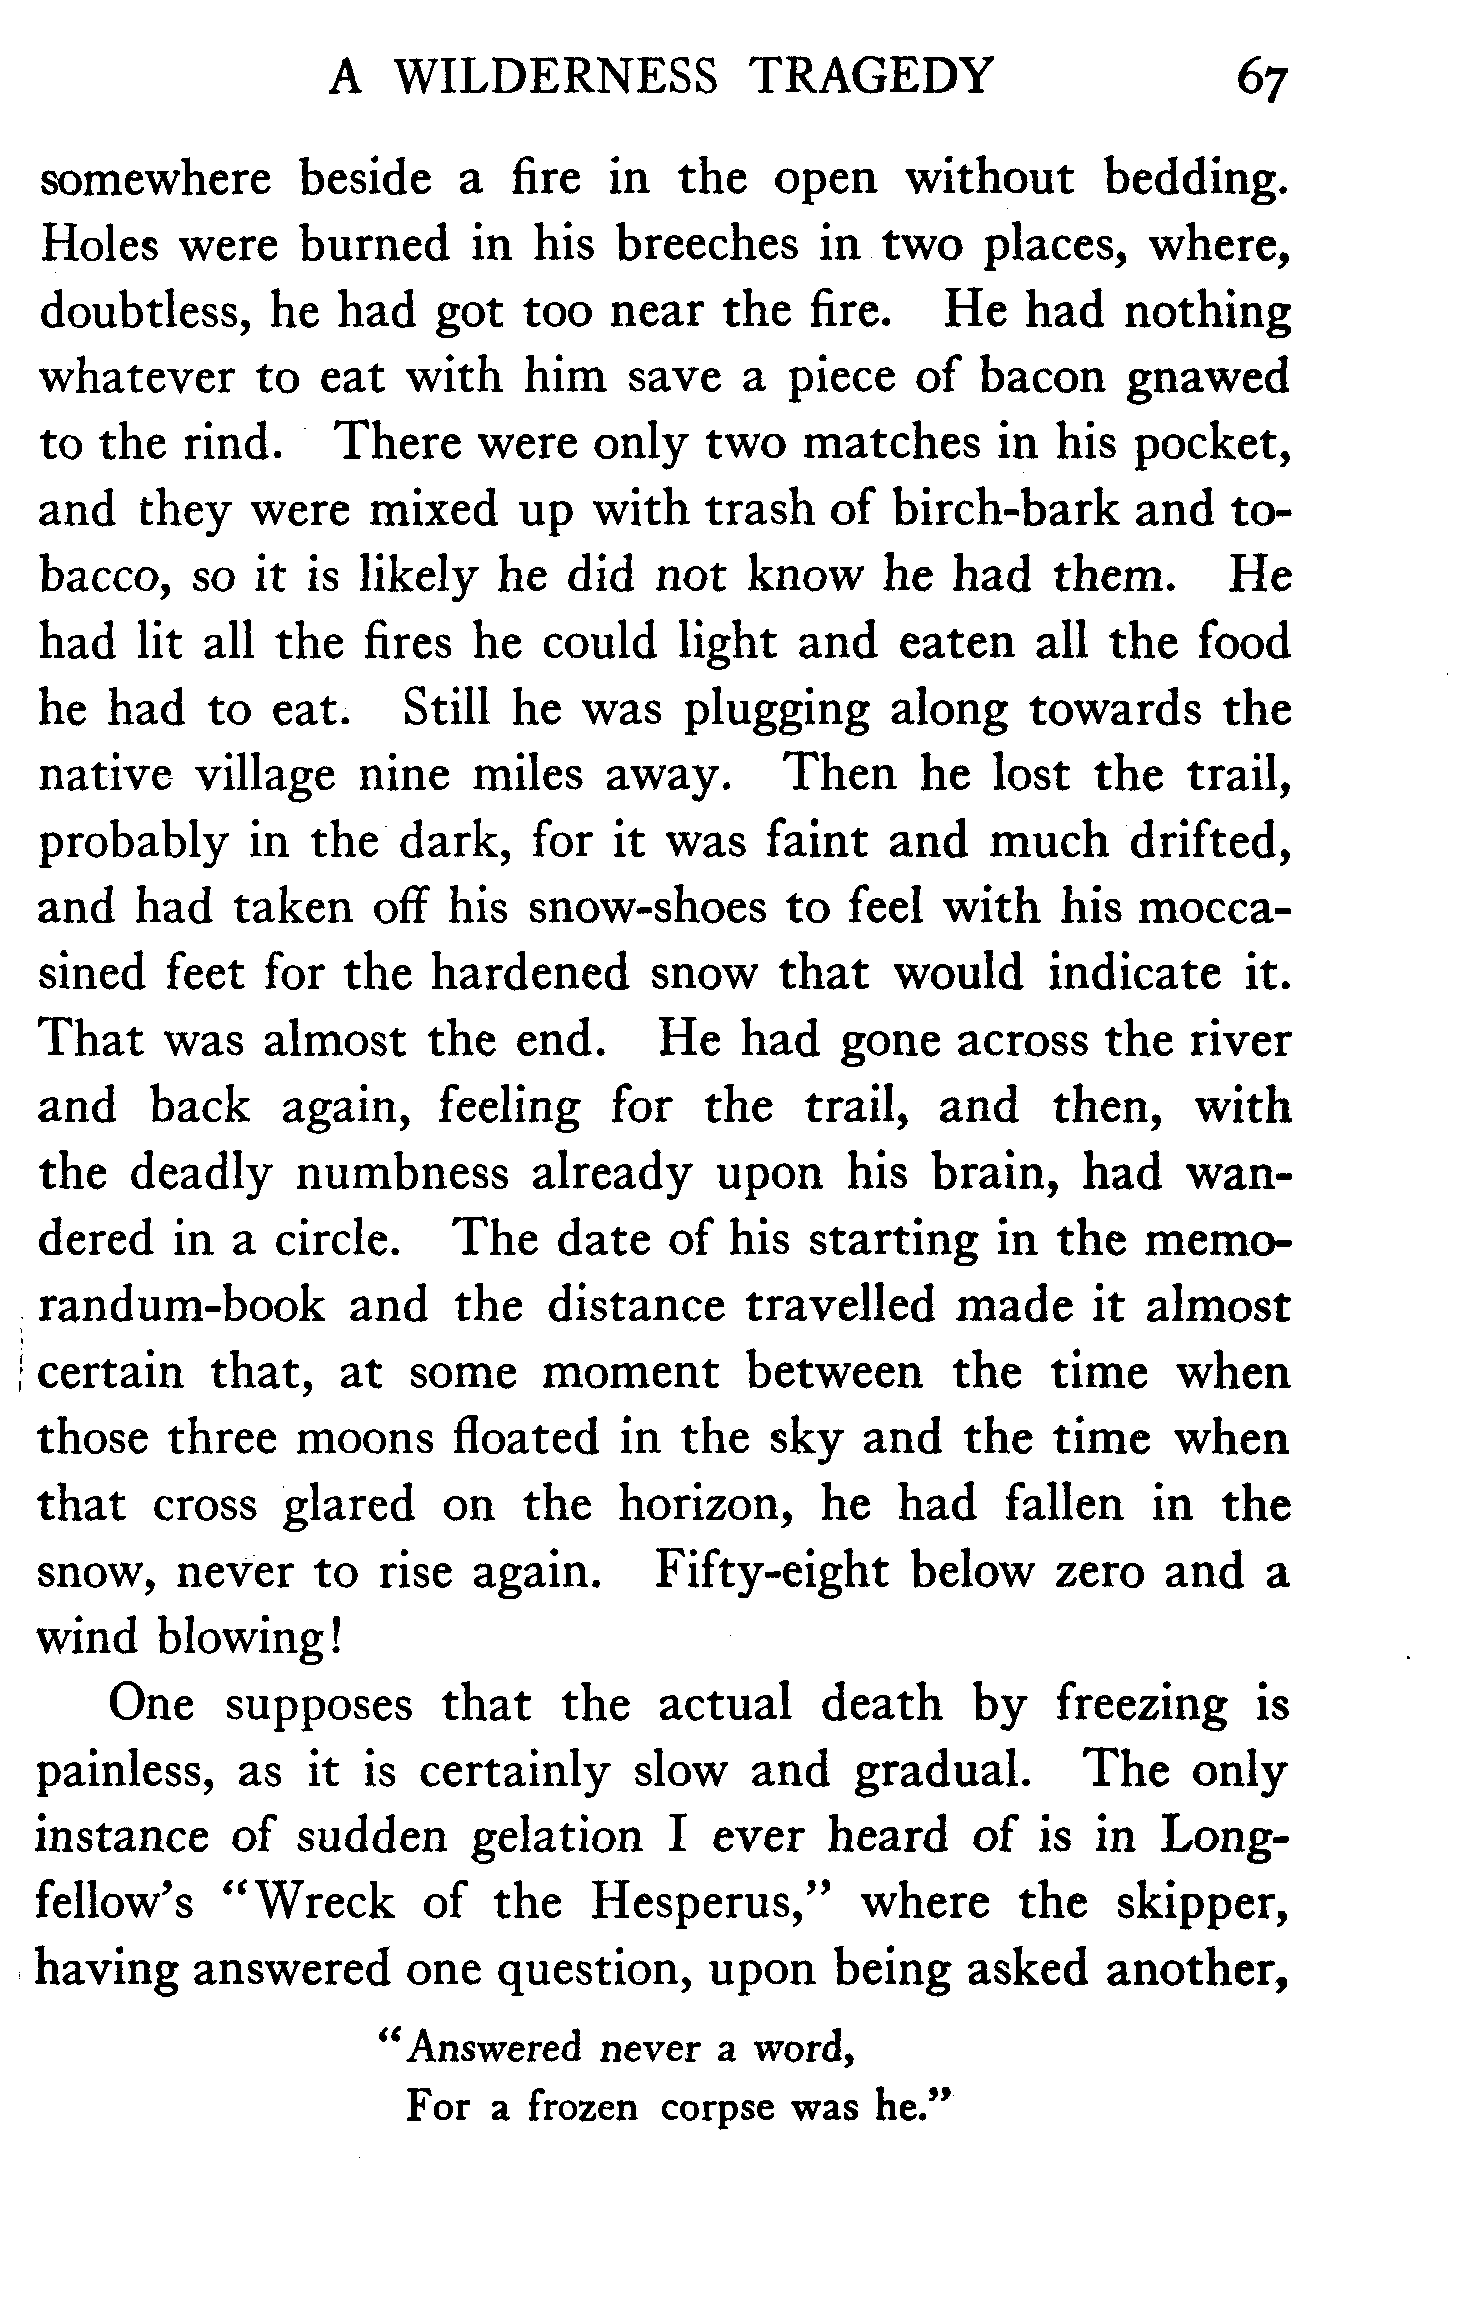 A WILDERNESS TRAGEDY 67
somewhere beside a fire in the open without bedding.
Holes were burned in his breeches in two places, where,
doubtless, he had got too near the fire. He had nothing
whatever to eat with him save a piece of bacon gnawed
to the rind. There were only two matches in his pocket,
and they were mixed up with trash of birch-bark and to-
bacco, so it is likely he did not know he had them. He
had lit all the fires he could light and eaten all the food
he had to eat. Still he was plugging along towards the
native village nine miles away. Then he lost the trail,
probably in the dark, for it was faint and much drifted,
and had taken off his snow-shoes to feel with his mocca-
sined feet for the hardened snow that would indicate it.
That was almost the end. He had gone across the river
and back again, feeling for the trail, and then, with
the deadly numbness already upon his brain, had wan-
dered in a circle. The date of his starting in the memo-
randum-book and the distance travelled made it almost
certain that, at some moment between the time when
those three moons floated in the sky and the time when
that cross glared on the horizon, he had fallen in the
snow, never to rise again. Fifty-eight below zero and a
wind blowing!
One supposes that the actual death by freezing is
painless, as it is certainly slow and gradual. The only
instance of sudden gelation I ever heard of is in Long-
fellow's "Wreck of the Hesperus," where the skipper,
having answered one question, upon being asked another,
"Answered never a word,
For a frozen corpse was he."